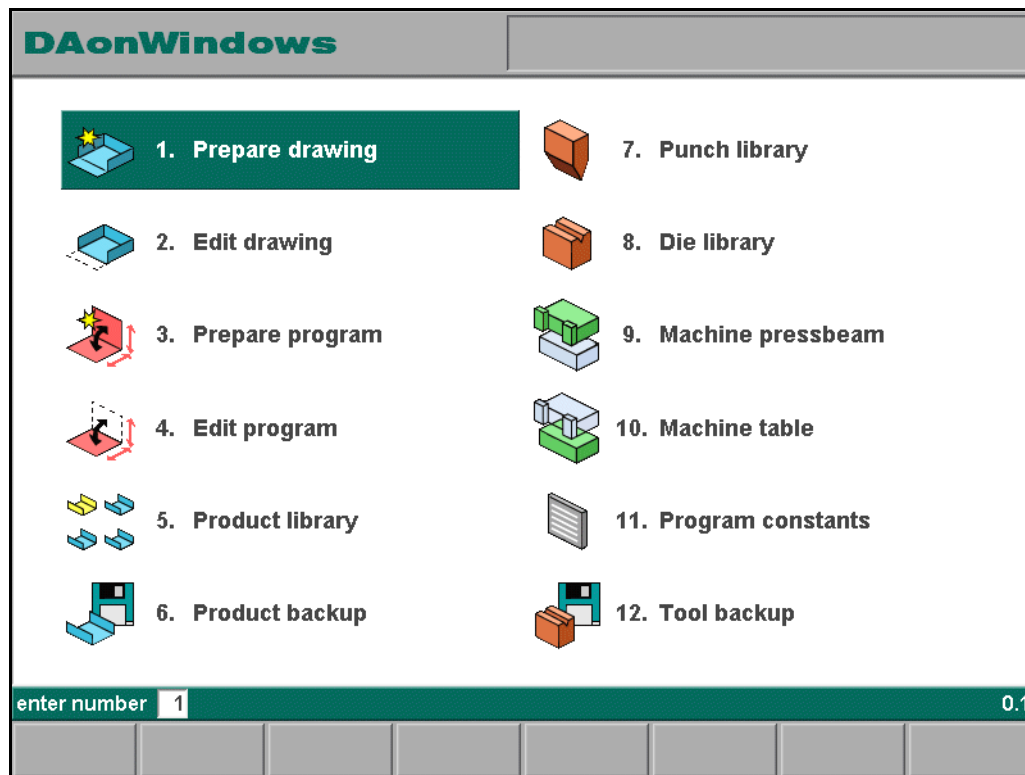 DAonWindows
1. Prepare drawing
2. Edit drawing
3. Prepare program
4. Edit program
5. Product library
6. Product backup
7. Punch library
8. Die library
9. Machine pressbeam
10. Machine table
11. Program constants
12. Tool backup
enter number 1
0.1